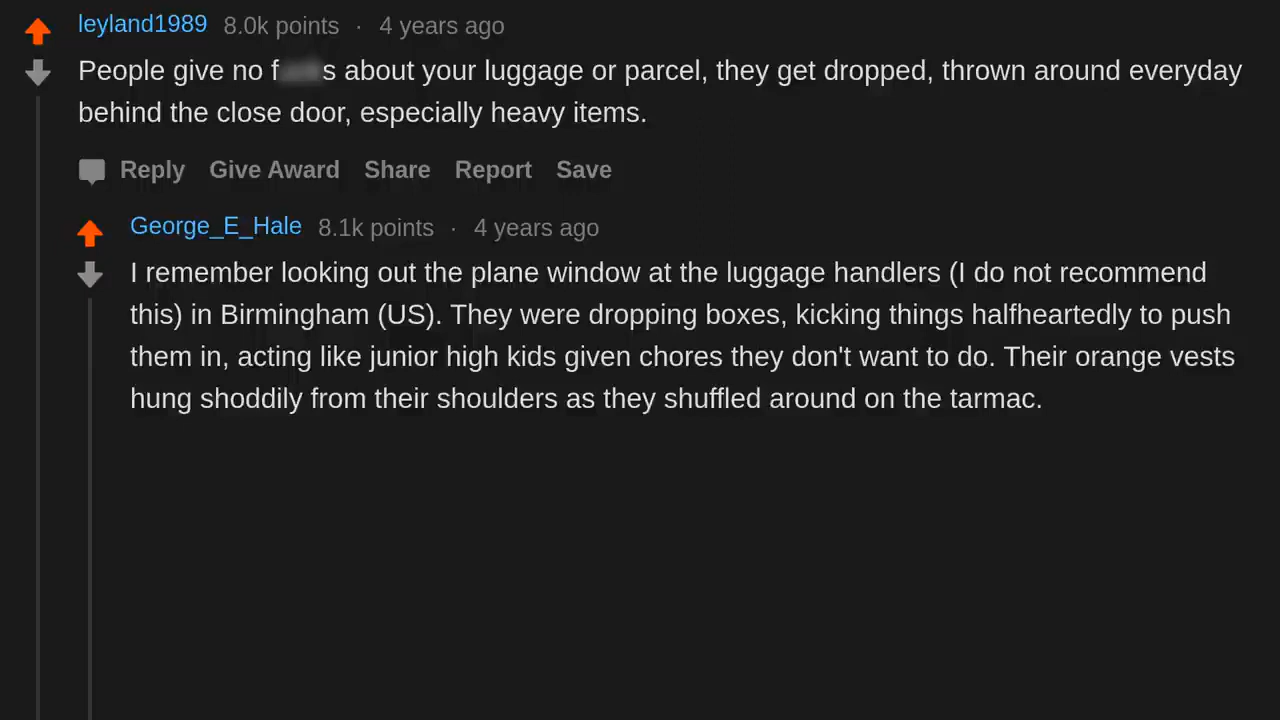 leyland1989 8.0k points · 4 years ago
People give no f s about your luggage or parcel, they get dropped, thrown around everyday
behind the close door, especially heavy items.
Reply Give Award Share Report Save
George_E_Hale 8.1k points · 4 years ago
I remember looking out the plane window at the luggage handlers (I do not recommend
this) in Birmingham (US). They were dropping boxes, kicking things halfheartedly to push
them in, acting like junior high kids given chores they don't want to do. Their orange vests
hung shoddily from their shoulders as they shuffled around on the tarmac.